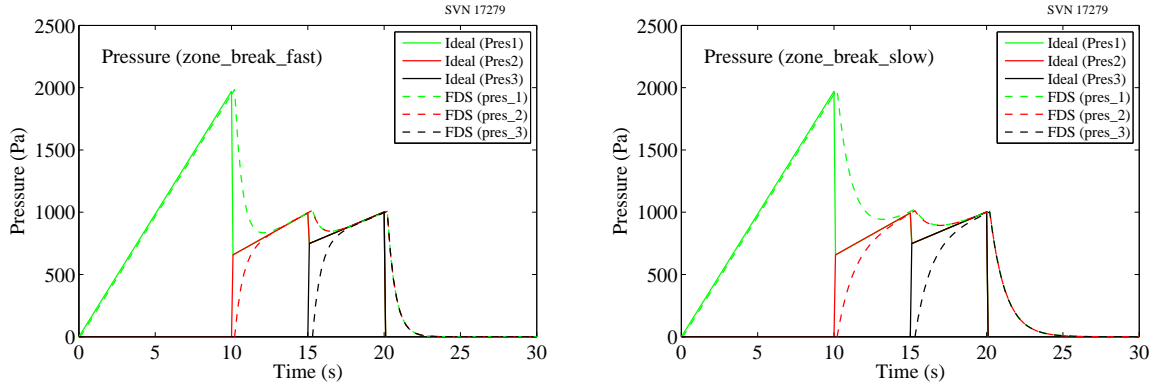 SVN 17279
2500
2000
1500
1000
500
0
Pressure (Pa)
Pressure (zone_break_fast)
Ideal (Pres1)
Ideal (Pres2)
Ideal (Pres3)
FDS (pres_1)
FDS (pres_2)
FDS (pres_3)
0 5 10 15 20 25 30
Time (s)
SVN 17279
2500
2000
1500
1000
500
0
Pressure (Pa)
Pressure (zone_break_slow)
Ideal (Pres1)
Ideal (Pres2)
Ideal (Pres3)
FDS (pres_1)
FDS (pres_2)
FDS (pres_3)
0 5 10 15 20 25 30
Time (s)